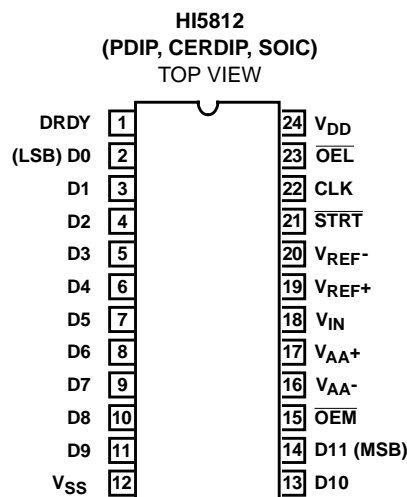 HI5812
(PDIP, CERDIP, SOIC)
TOP VIEW
DRDY 1 24 VDD
(LSB) D0 2 23 OEL
D1 3 22 CLK
D2 4 21 STRT
D3 5 20 VREF-
D4 6 19 VREF+
D5 7 18 VIN
D6 8 17 VAA+
D7 9 16 VAA-
D8 10 15 OEM
D9 11 14 D11 (MSB)
VSS 12 13 D10